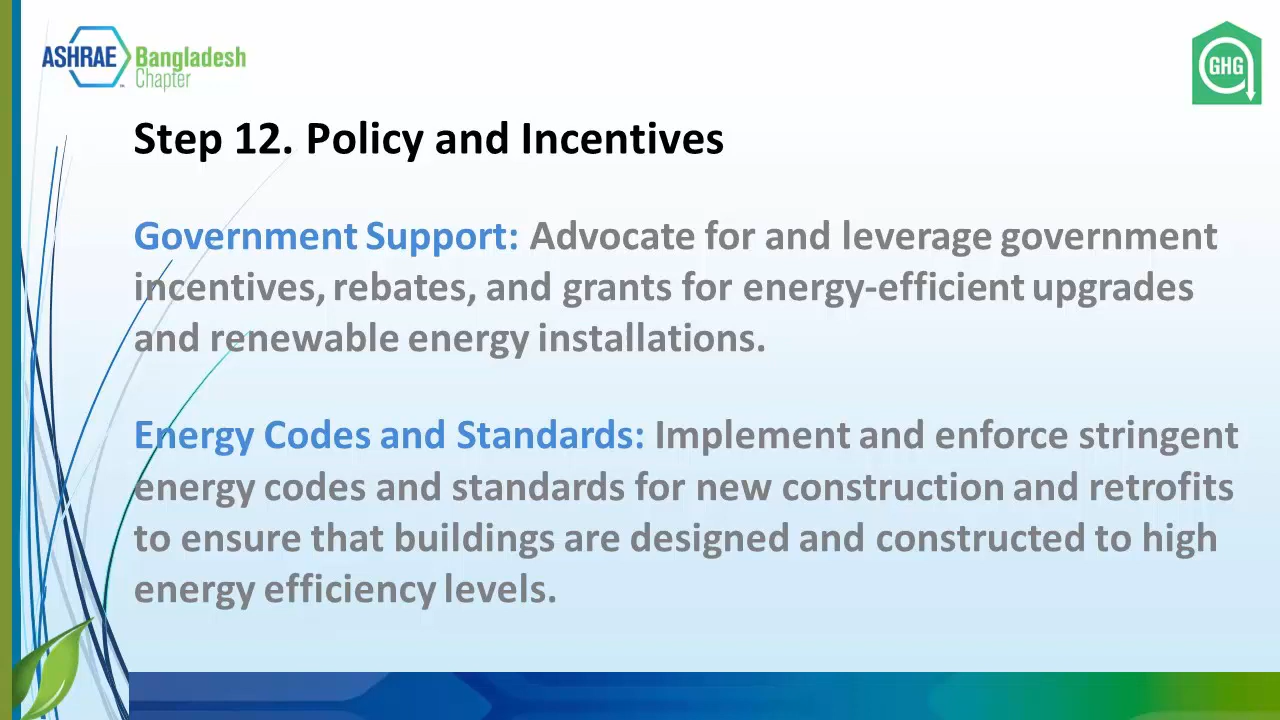 ASHRAE Bangladesh
Chapter
GHG
Step 12. Policy and Incentives
Government Support: Advocate for and leverage government
incentives, rebates, and grants for energy-efficient upgrades
and renewable energy installations.
Energy Codes and Standards: Implement and enforce stringent
energy codes and standards for new construction and retrofits
to ensure that buildings are designed and constructed to high
energy efficiency levels.